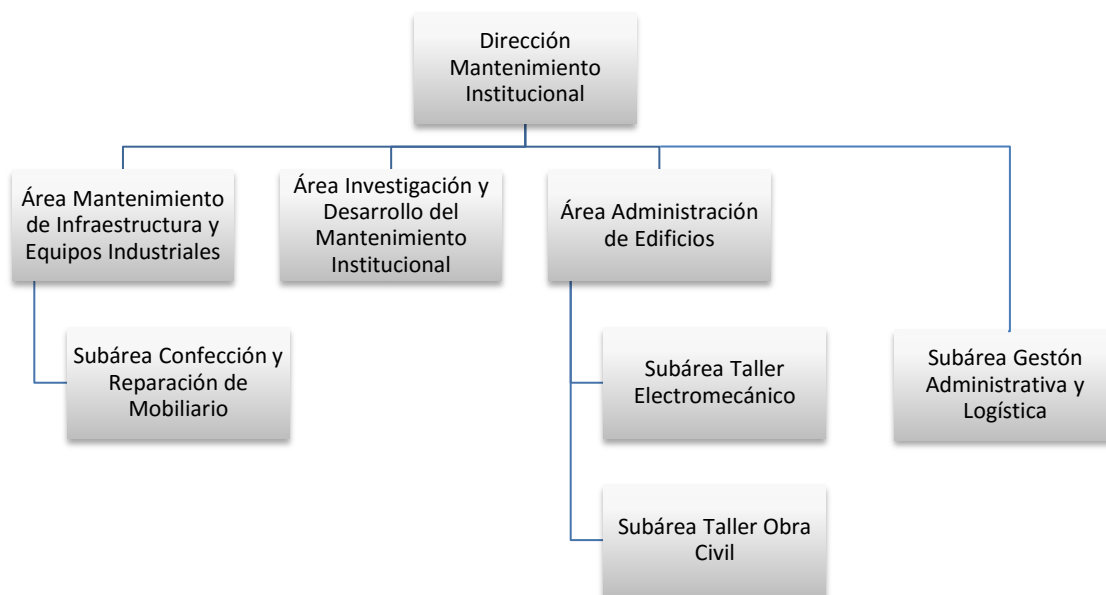 Dirección
Mantenimiento
Institucional
Área Mantenimiento
de Infraestructura y
Equipos Industriales
Área Investigación y
Desarrollo del
Mantenimiento
Institucional
Área Administración
de Edificios
Subárea Confección y
Reparación de
Mobiliario
Subárea Taller
Electromecánico
Subárea Gestón
Administrativa y
Logística
Subárea Taller Obra
Civil